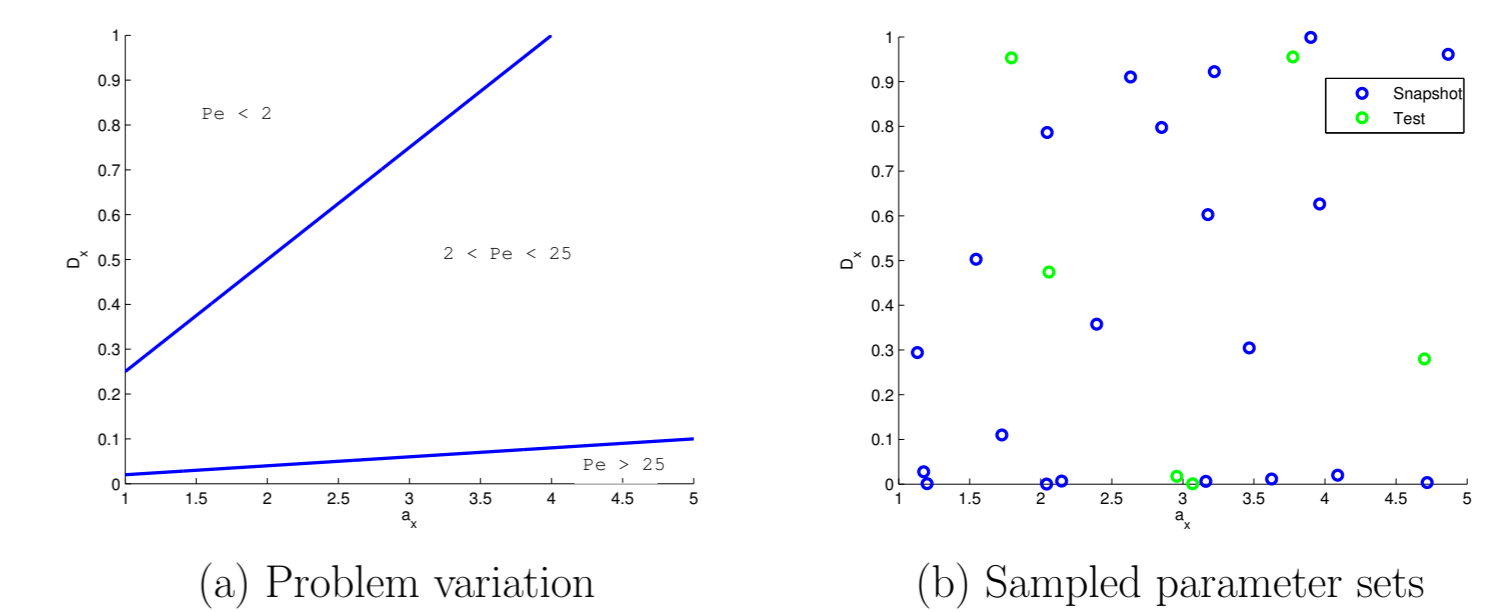 1
0.9
0.8
0.7
0.6
0.5
0.4
0.3
0.2
0.1
0
D_x
Pe < 2
2 < Pe < 25
Pe > 25
1 1.5 2 2.5 3 3.5 4 4.5 5
a_x
(a) Problem variation
1
0.9
0.8
0.7
0.6
0.5
0.4
0.3
0.2
0.1
0
D_x
Snapshot
Test
1 1.5 2 2.5 3 3.5 4 4.5 5
a_x
(b) Sampled parameter sets